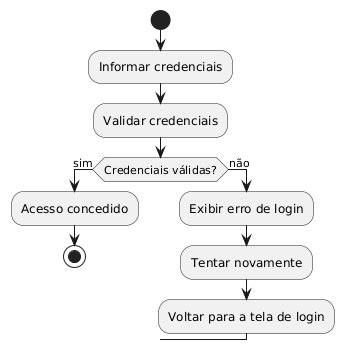 Informar credenciais
Validar credenciais
Credenciais válidas?
sim
não
Acesso concedido
Exibir erro de login
Tentar novamente
Voltar para a tela de login